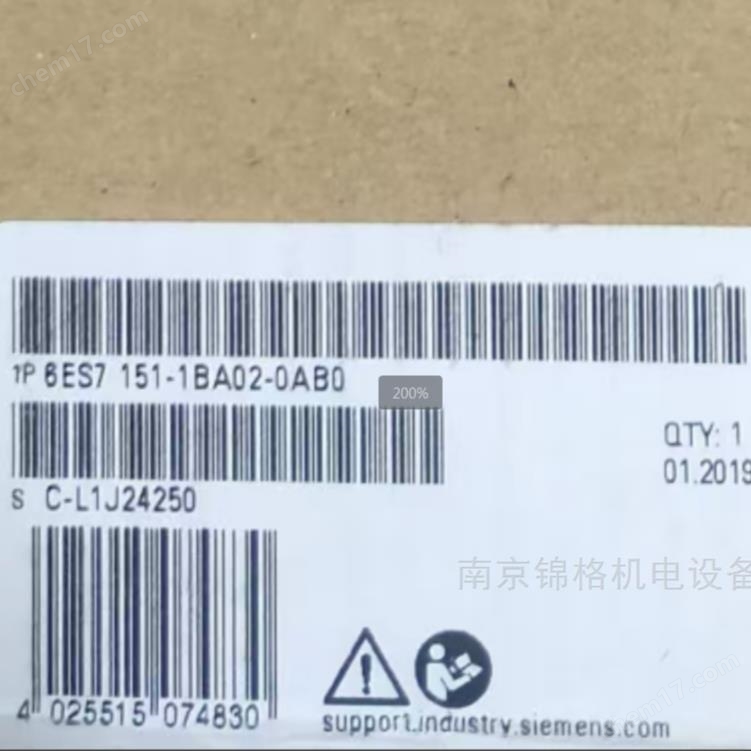 chem17.com
1P 6ES7 151-1BA02-0AB0
200%
QTY: 1
01.2019
S C-L1J24250
南京锦格机电设备
4 025515 074830
support.industry.siemens.com
chem17.com